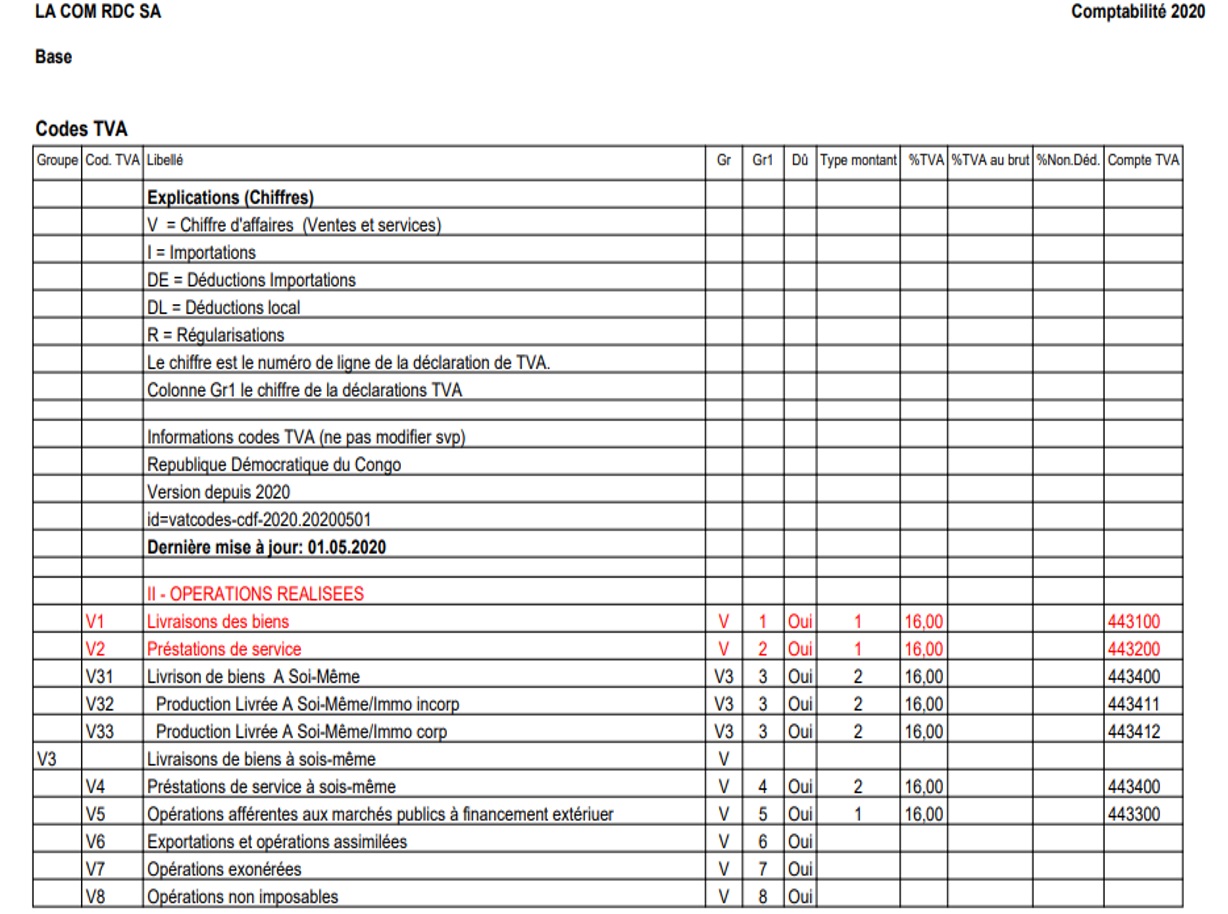 LA COM RDC SA Comptabilité 2020
Base
Codes TVA
Groupe Cod. TVA Libellé Gr Gr1 Dû Type montant %TVA %TVA au brut %Non.Déd. Compte TVA
Explications (Chiffres)
V = Chiffre d'affaires (Ventes et services)
I = Importations
DE = Déductions Importations
DL = Déductions local
R = Régularisations
Le chiffre est le numéro de ligne de la déclaration de TVA.
Colonne Gr1 le chiffre de la déclarations TVA
Informations codes TVA (ne pas modifier svp)
Republique Démocratique du Congo
Version depuis 2020
id=vatcodes-cdf-2020.20200501
Dernière mise à jour: 01.05.2020
II - OPERATIONS REALISEES
V1 Livraisons des biens V 1 Oui 1 16,00 443100
V2 Préstations de service V 2 Oui 1 16,00 443200
V31 Livrison de biens A Soi-Même V3 3 Oui 2 16,00 443400
V32 Production Livrée A Soi-Même/Immo incorp V3 3 Oui 2 16,00 443411
V33 Production Livrée A Soi-Même/Immo corp V3 3 Oui 2 16,00 443412
V3 Livraisons de biens à sois-même V
V4 Préstations de service à sois-même V 4 Oui 2 16,00 443400
V5 Opérations afférentes aux marchés publics à financement extériuer V 5 Oui 1 16,00 443300
V6 Exportations et opérations assimilées V 6 Oui
V7 Opérations exonérées V 7 Oui
V8 Opérations non imposables V 8 Oui